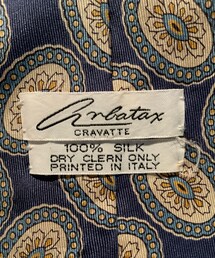 Arbatax
CRAVATTE
100% SILK
DRY CLERN ONLY
PRINTED IN ITALY